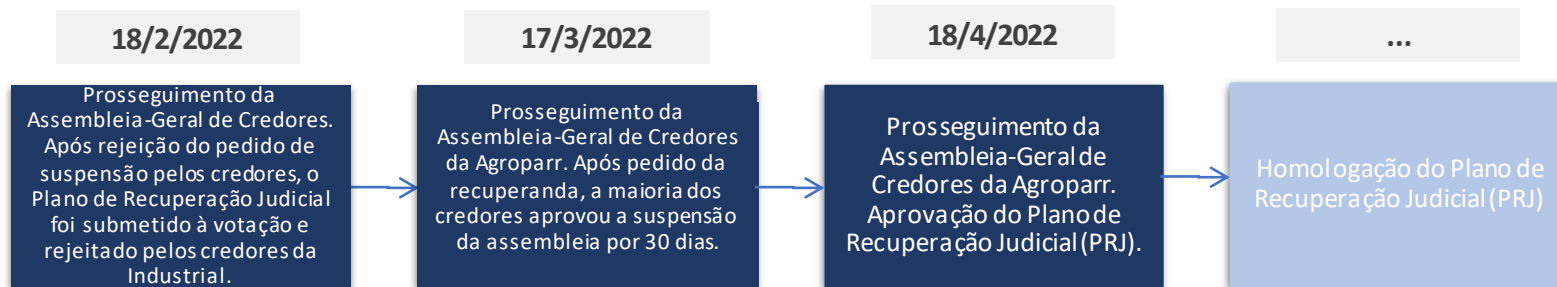 18/2/2022
Prosseguimento da
Assembleia-Geral de Credores.
Após rejeição do pedido de
suspensão pelos credores, o
Plano de Recuperação Judicial
foi submetido à votação e
rejeitado pelos credores da
Industrial.
17/3/2022
Prosseguimento da
Assembleia-Geral de Credores
da Agroparr. Após pedido da
recuperanda, a maioria dos
credores aprovou a suspensão
da assembleia por 30 dias.
18/4/2022
Prosseguimento da
Assembleia-Geral de
Credores da Agroparr.
Aprovação do Plano de
Recuperação Judicial (PRJ).
...
Homologação do Plano de
Recuperação Judicial (PRJ)